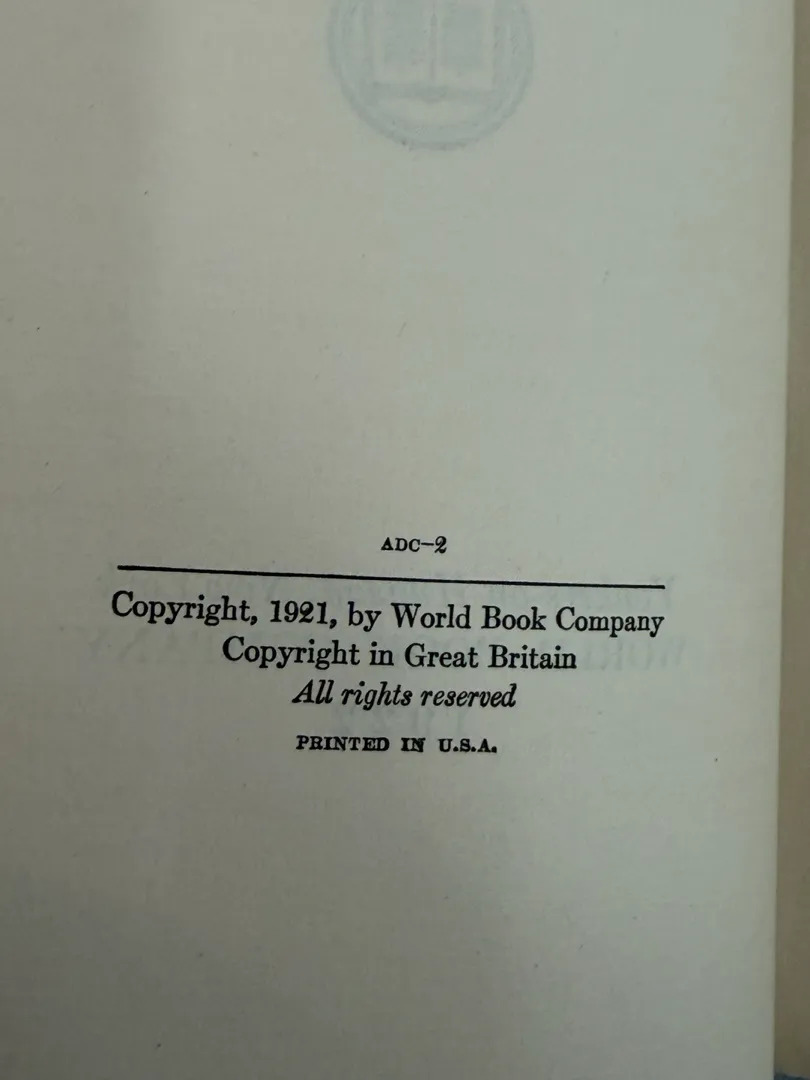 ADC-2
Copyright, 1921, by World Book Company
Copyright in Great Britain
All rights reserved
PRINTED IN U.S.A.